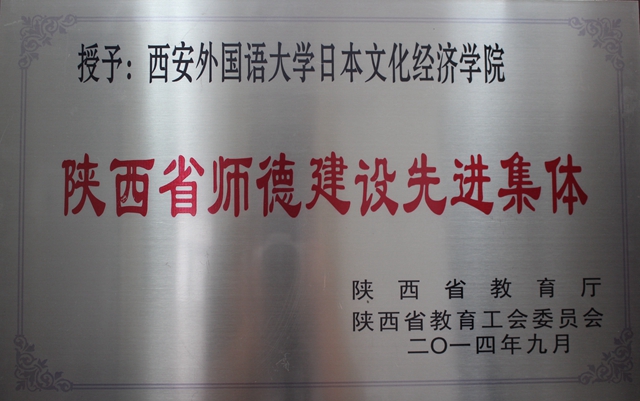 授予：西安外国语大学日本文化经济学院
陕西省师德建设先进集体
陕西省教育厅
陕西省教育工会委员会
二〇一四年九月